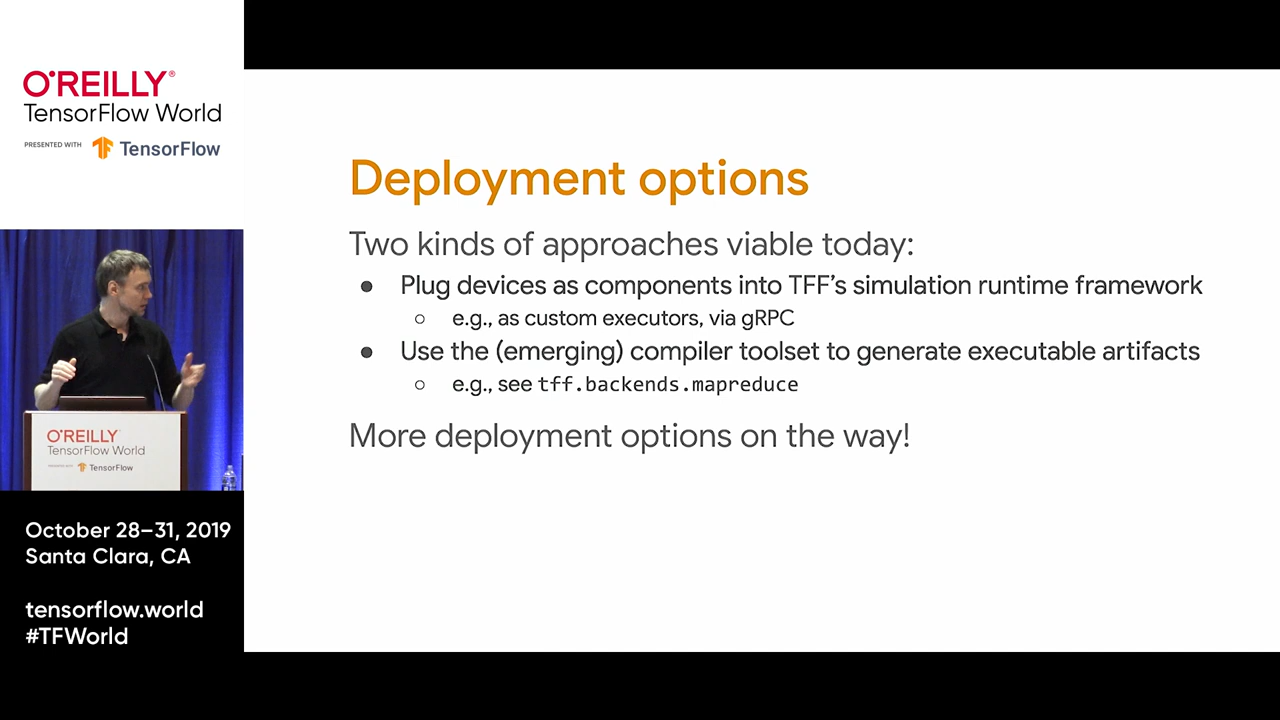 O'REILLY®
TensorFlow World
PRESENTED WITH TensorFlow
Deployment options
Two kinds of approaches viable today:
● Plug devices as components into TFF's simulation runtime framework
○ e.g., as custom executors, via gRPC
● Use the (emerging) compiler toolset to generate executable artifacts
○ e.g., see tff.backends.mapreduce
More deployment options on the way!
O'REILLY
TensorFlow World
PRESENTED WITH TensorFlow
October 28–31, 2019
Santa Clara, CA
tensorflow.world
#TFWorld